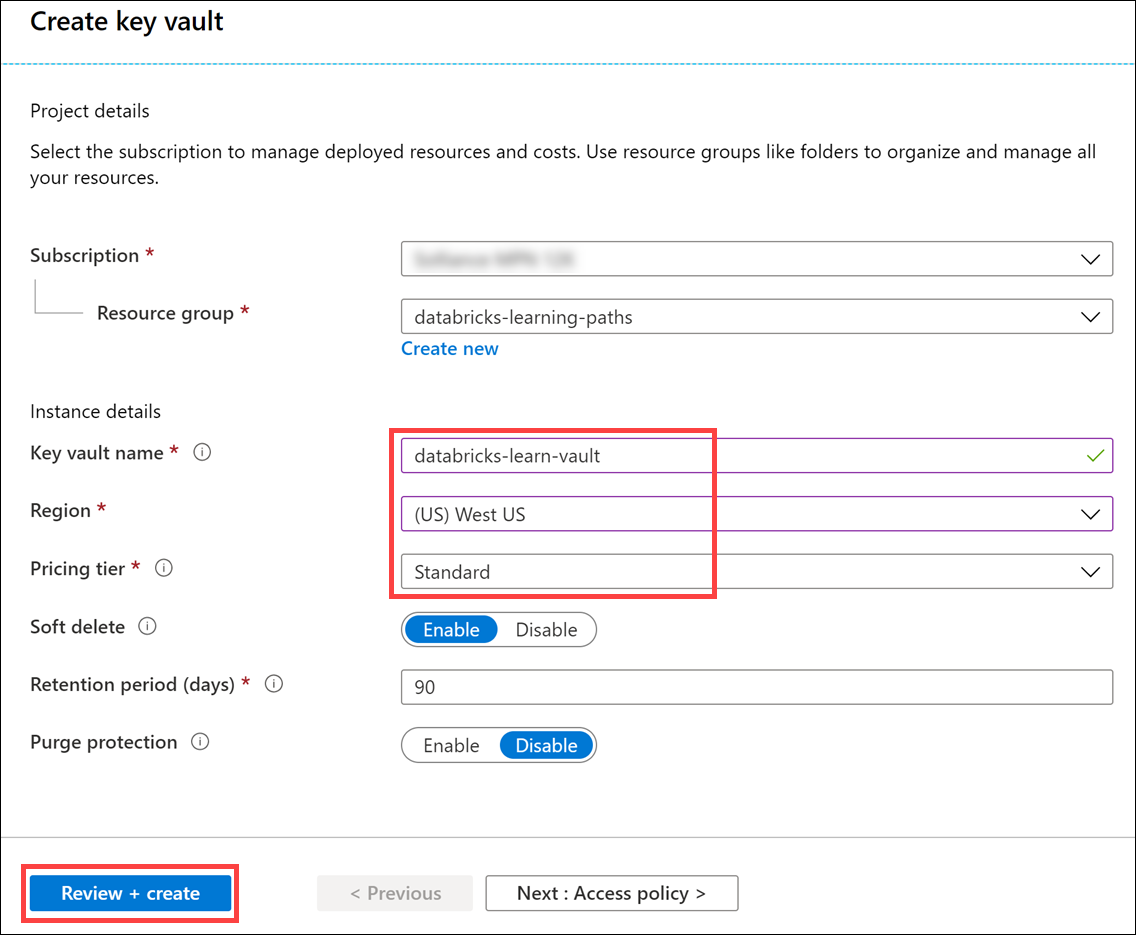 Create key vault
Project details
Select the subscription to manage deployed resources and costs. Use resource groups like folders to organize and manage all
your resources.
Subscription *
Resource group *
databricks-learning-paths
Create new
Instance details
Key vault name *
databricks-learn-vault
Region *
(US) West US
Pricing tier *
Standard
Soft delete
Enable Disable
Retention period (days) *
90
Purge protection
Enable Disable
Review + create
< Previous
Next : Access policy >